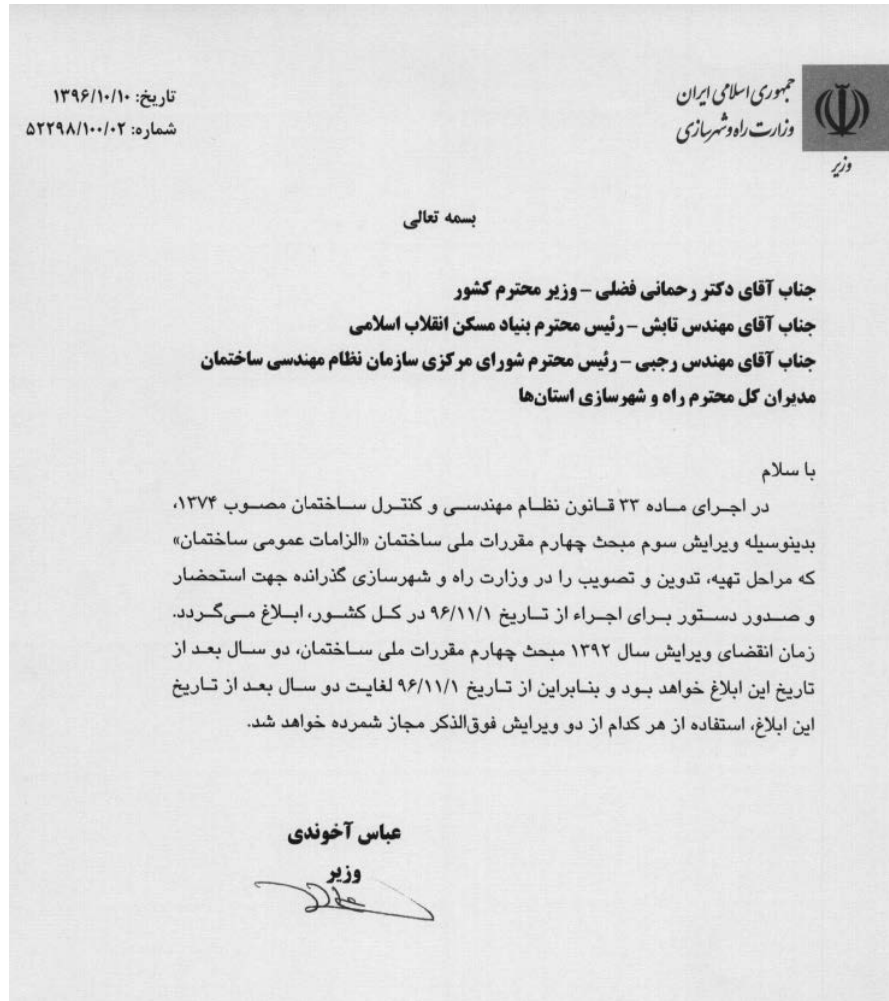 جمهوری اسلامی ایران
وزارت راه و شهرسازی
وزیر
تاریخ: ۱۳۹۶/۱۰/۱۰
شماره: ۵۲۲۹۸/۱۰۰/۰۲
بسمه تعالی
جناب آقای دکتر رحمانی فضلی – وزیر محترم کشور
جناب آقای مهندس تابش – رئیس محترم بنیاد مسکن انقلاب اسلامی
جناب آقای مهندس رجبی – رئیس محترم شورای مرکزی سازمان نظام مهندسی ساختمان
مدیران کل محترم راه و شهرسازی استان‌ها
با سلام
در اجرای ماده ۳۳ قانون نظام مهندسی و کنترل ساختمان مصوب ۱۳۷۴،
بدینوسیله ویرایش سوم مبحث چهارم مقررات ملی ساختمان «الزامات عمومی ساختمان»
که مراحل تهیه، تدوین و تصویب را در وزارت راه و شهرسازی گذرانده جهت استحضار
و صدور دستور برای اجراء از تاریخ ۹۶/۱۱/۱ در کل کشور، ابلاغ می‌گردد.
زمان انقضای ویرایش سال ۱۳۹۲ مبحث چهارم مقررات ملی ساختمان، دو سال بعد از
تاریخ این ابلاغ خواهد بود و بنابراین از تاریخ ۹۶/۱۱/۱ لغایت دو سال بعد از تاریخ
این ابلاغ، استفاده از هر کدام از دو ویرایش فوق‌الذکر مجاز شمرده خواهد شد.
عباس آخوندی
وزیر